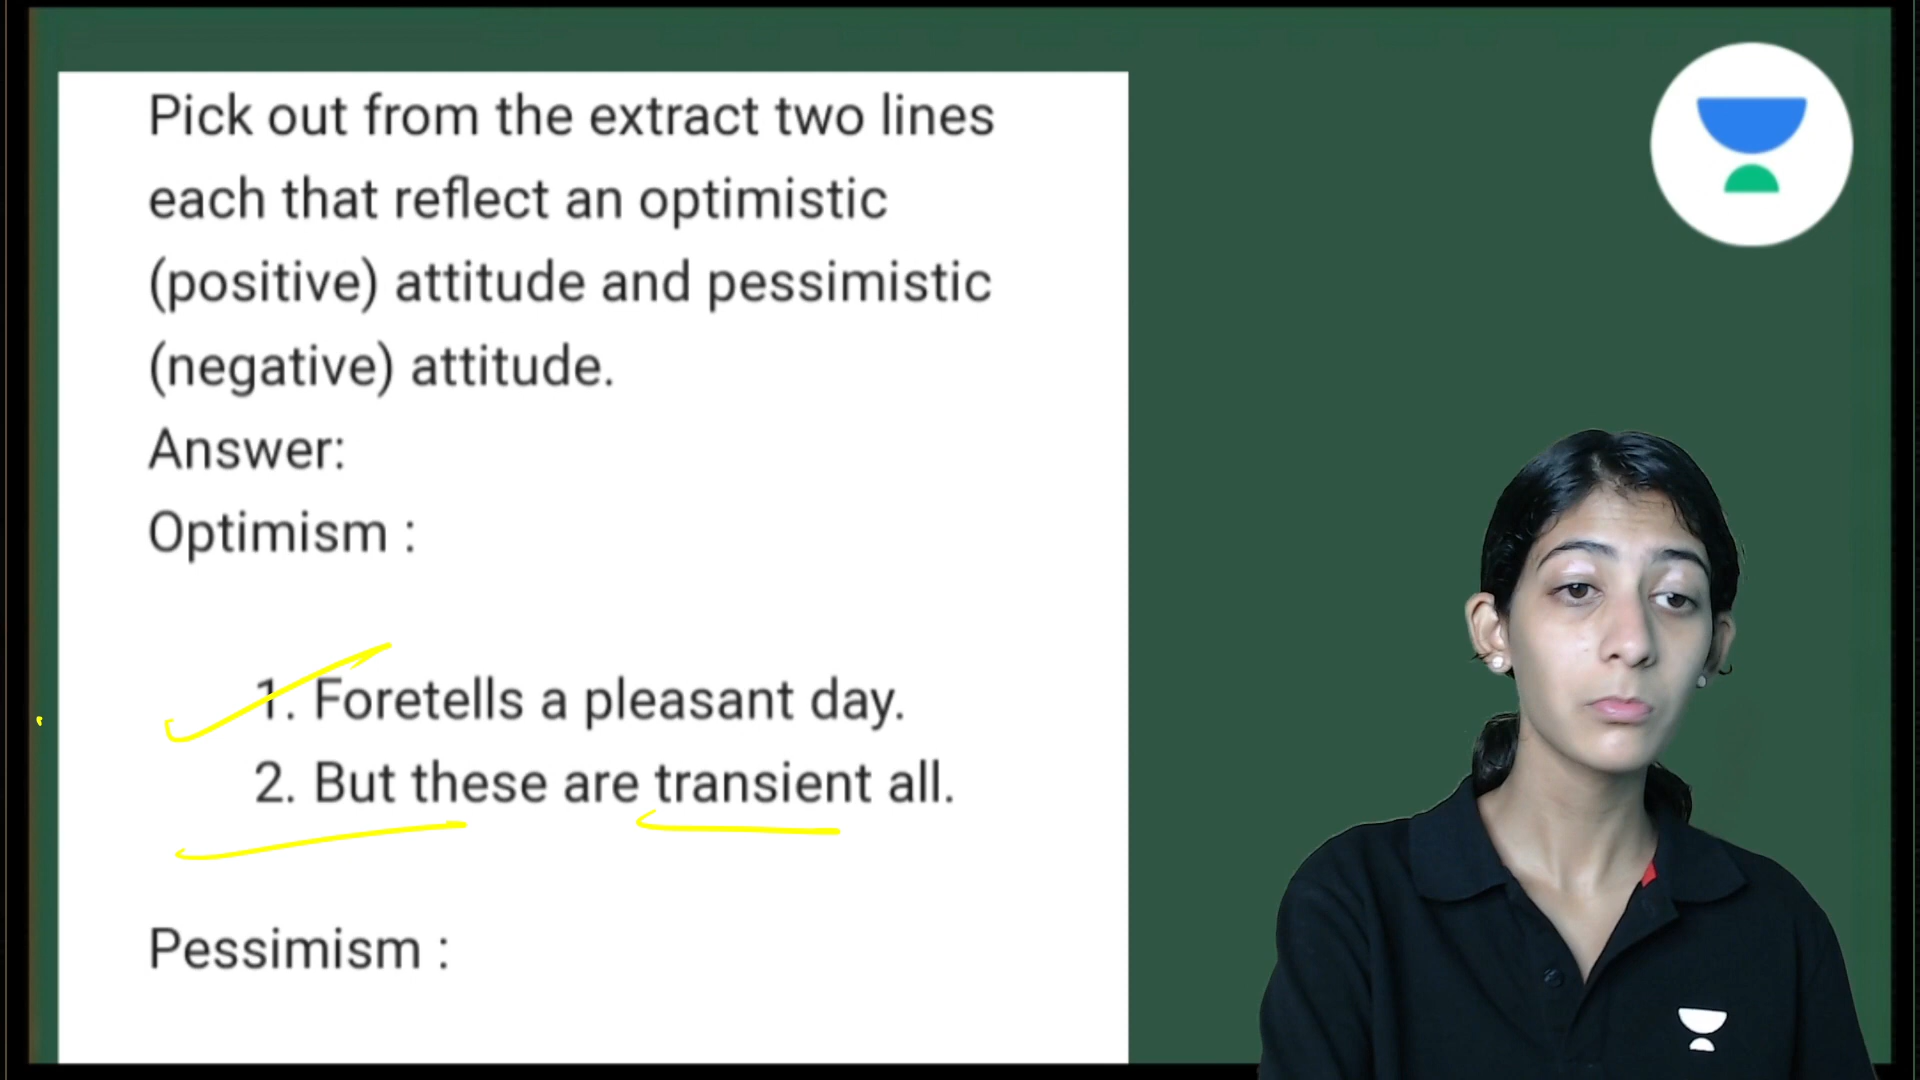 Pick out from the extract two lines
each that reflect an optimistic
(positive) attitude and pessimistic
(negative) attitude.
Answer:
Optimism :
1. Foretells a pleasant day.
2. But these are transient all.
Pessimism :